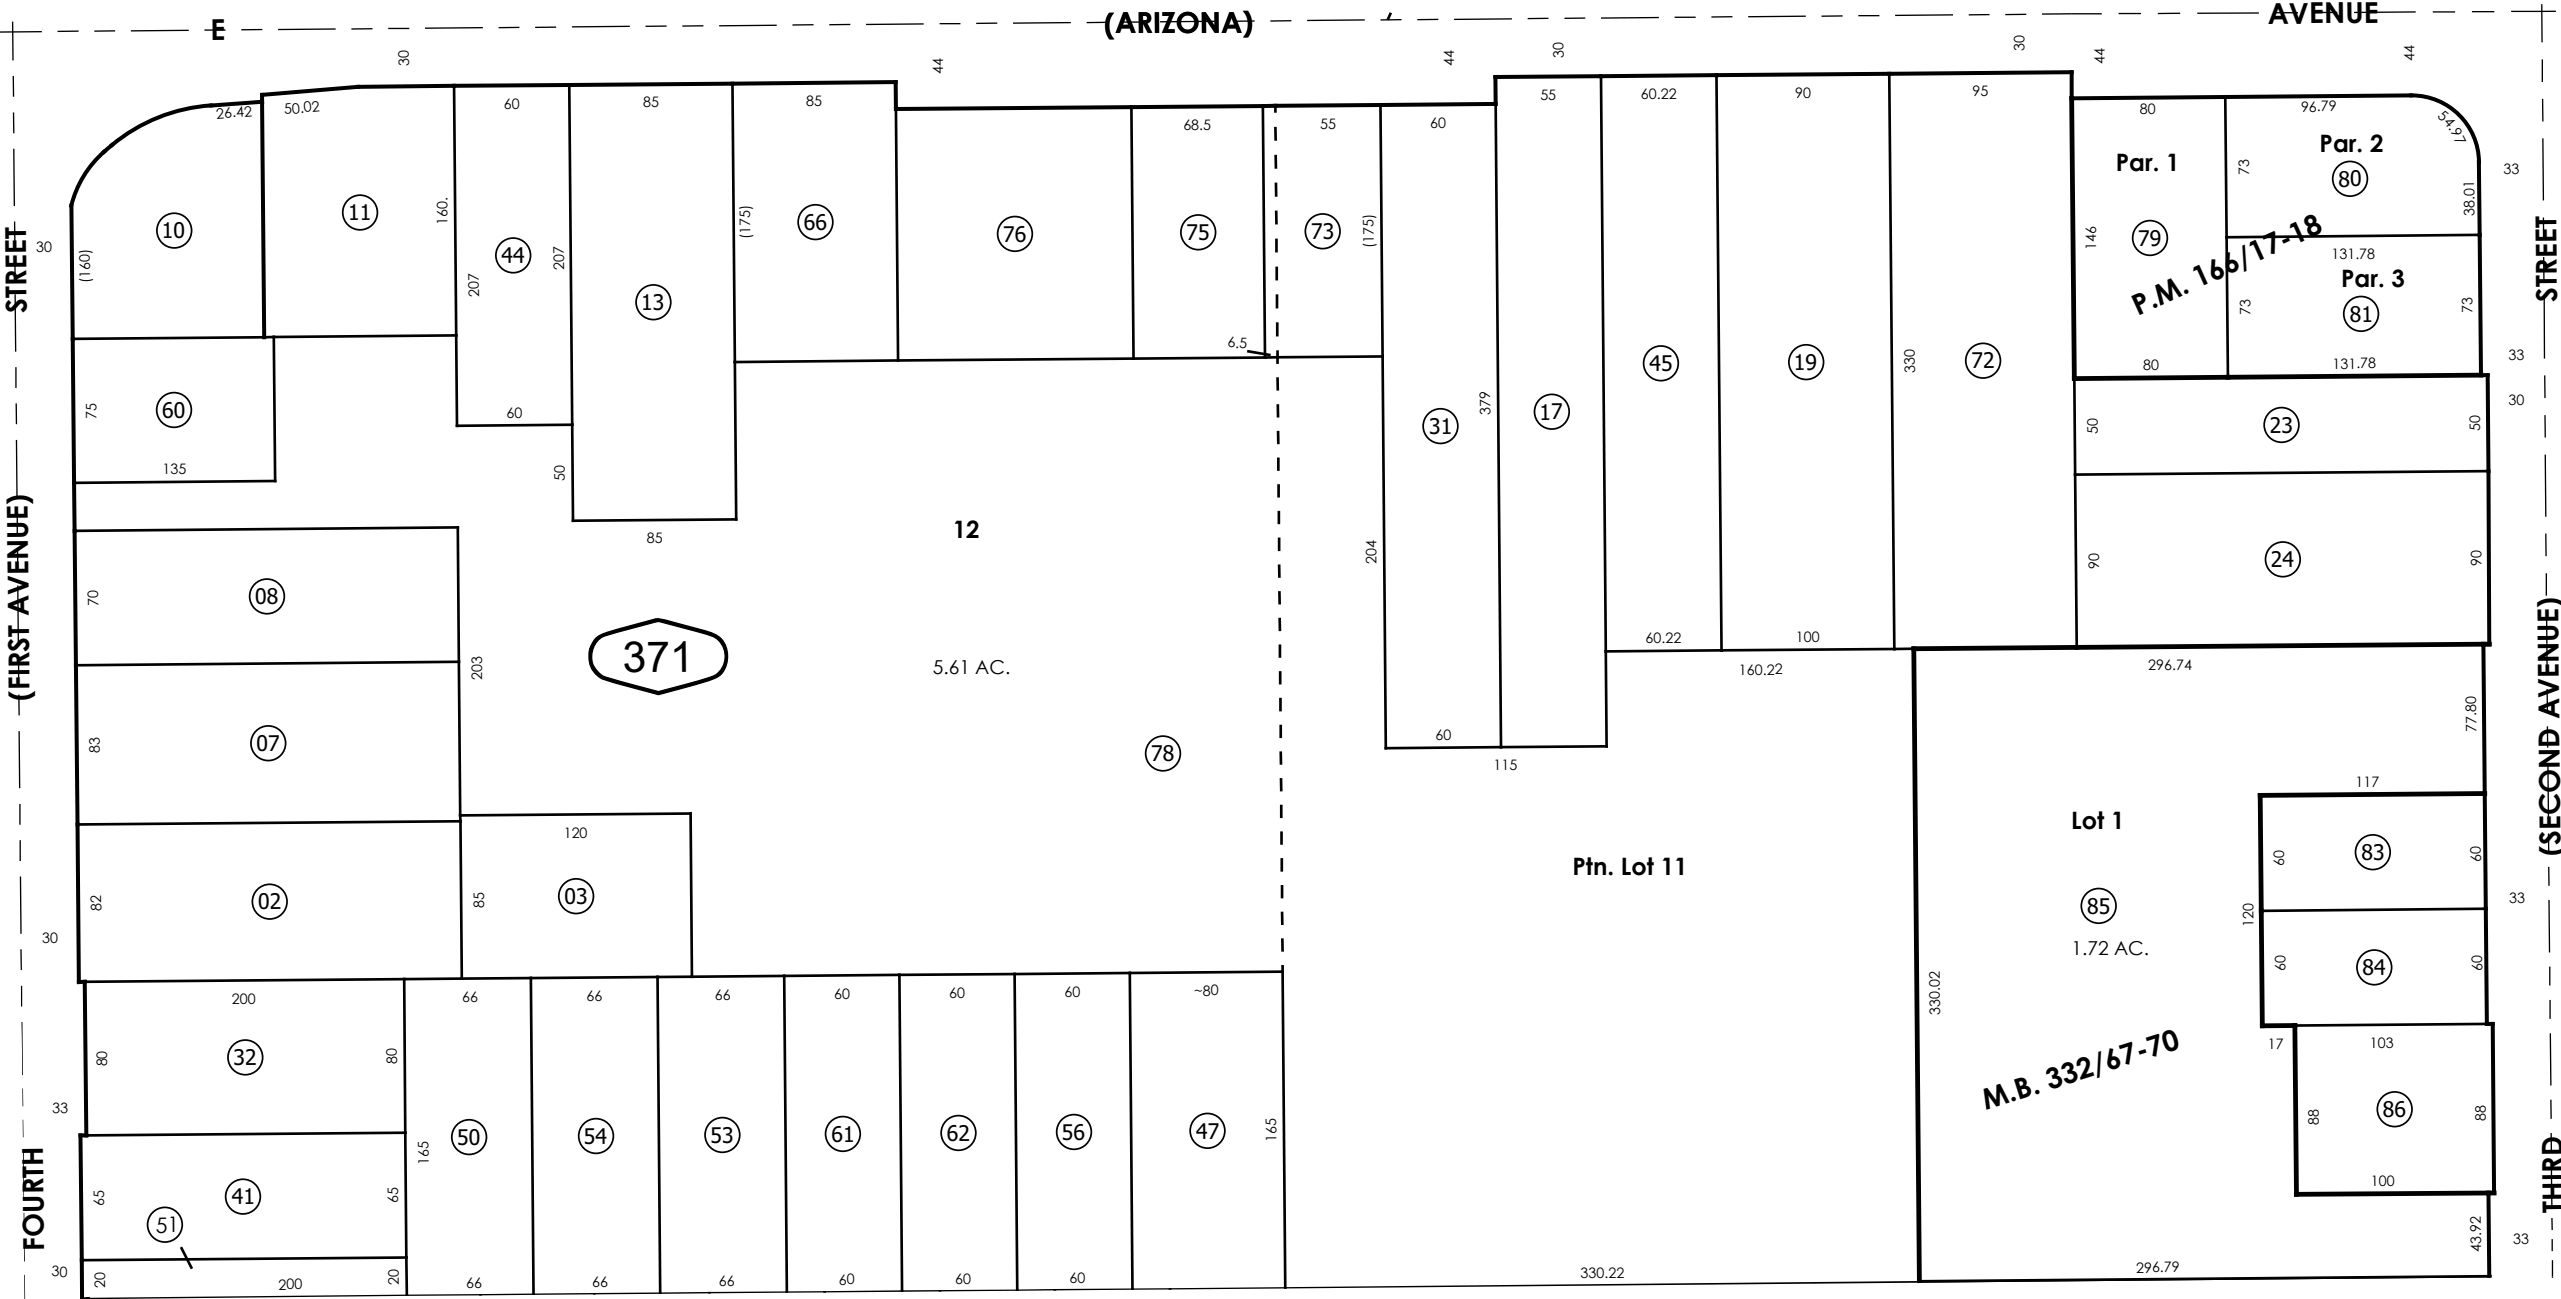 E (ARIZONA) AVENUE
30 44 44 30 30 44 44
26.42 50.02 60 85 85 68.5 55 60 55 60.22 90 95 80 96.79 54.97
Par. 1 Par. 2
73 80 38.01 33
STREET 30 (160) 10 11 160. 44 207 207 13 (175) 66 76 75 73 (175) 146 79
P.M. 166/17-18
131.78
Par. 3
73 81 73 STREET
6.5
75 60 135
60 50 85
31 379 17 45 19 330 72
80 131.78 33
30
50 23 50
90 24 90
(FIRST AVENUE)
12
204
70 08
371
5.61 AC.
203
83 07
78
60 115
60.22 100
160.22
296.74
77.80
(SECOND AVENUE)
117
Lot 1
Ptn. Lot 11
120
82 02 85 03
60 83 60
85
1.72 AC.
120
33
60 84 60
30
330.02
M.B. 332/67-70
17 103
88 86 88
100
200 66 66 66 60 60 60 ~80
80 32 80
33
165 50 54 53 61 62 56 47 165
FOURTH
65 41 65
51
THIRD
43.92 33
30 20 200 20 66 66 66 60 60 60 330.22 296.79